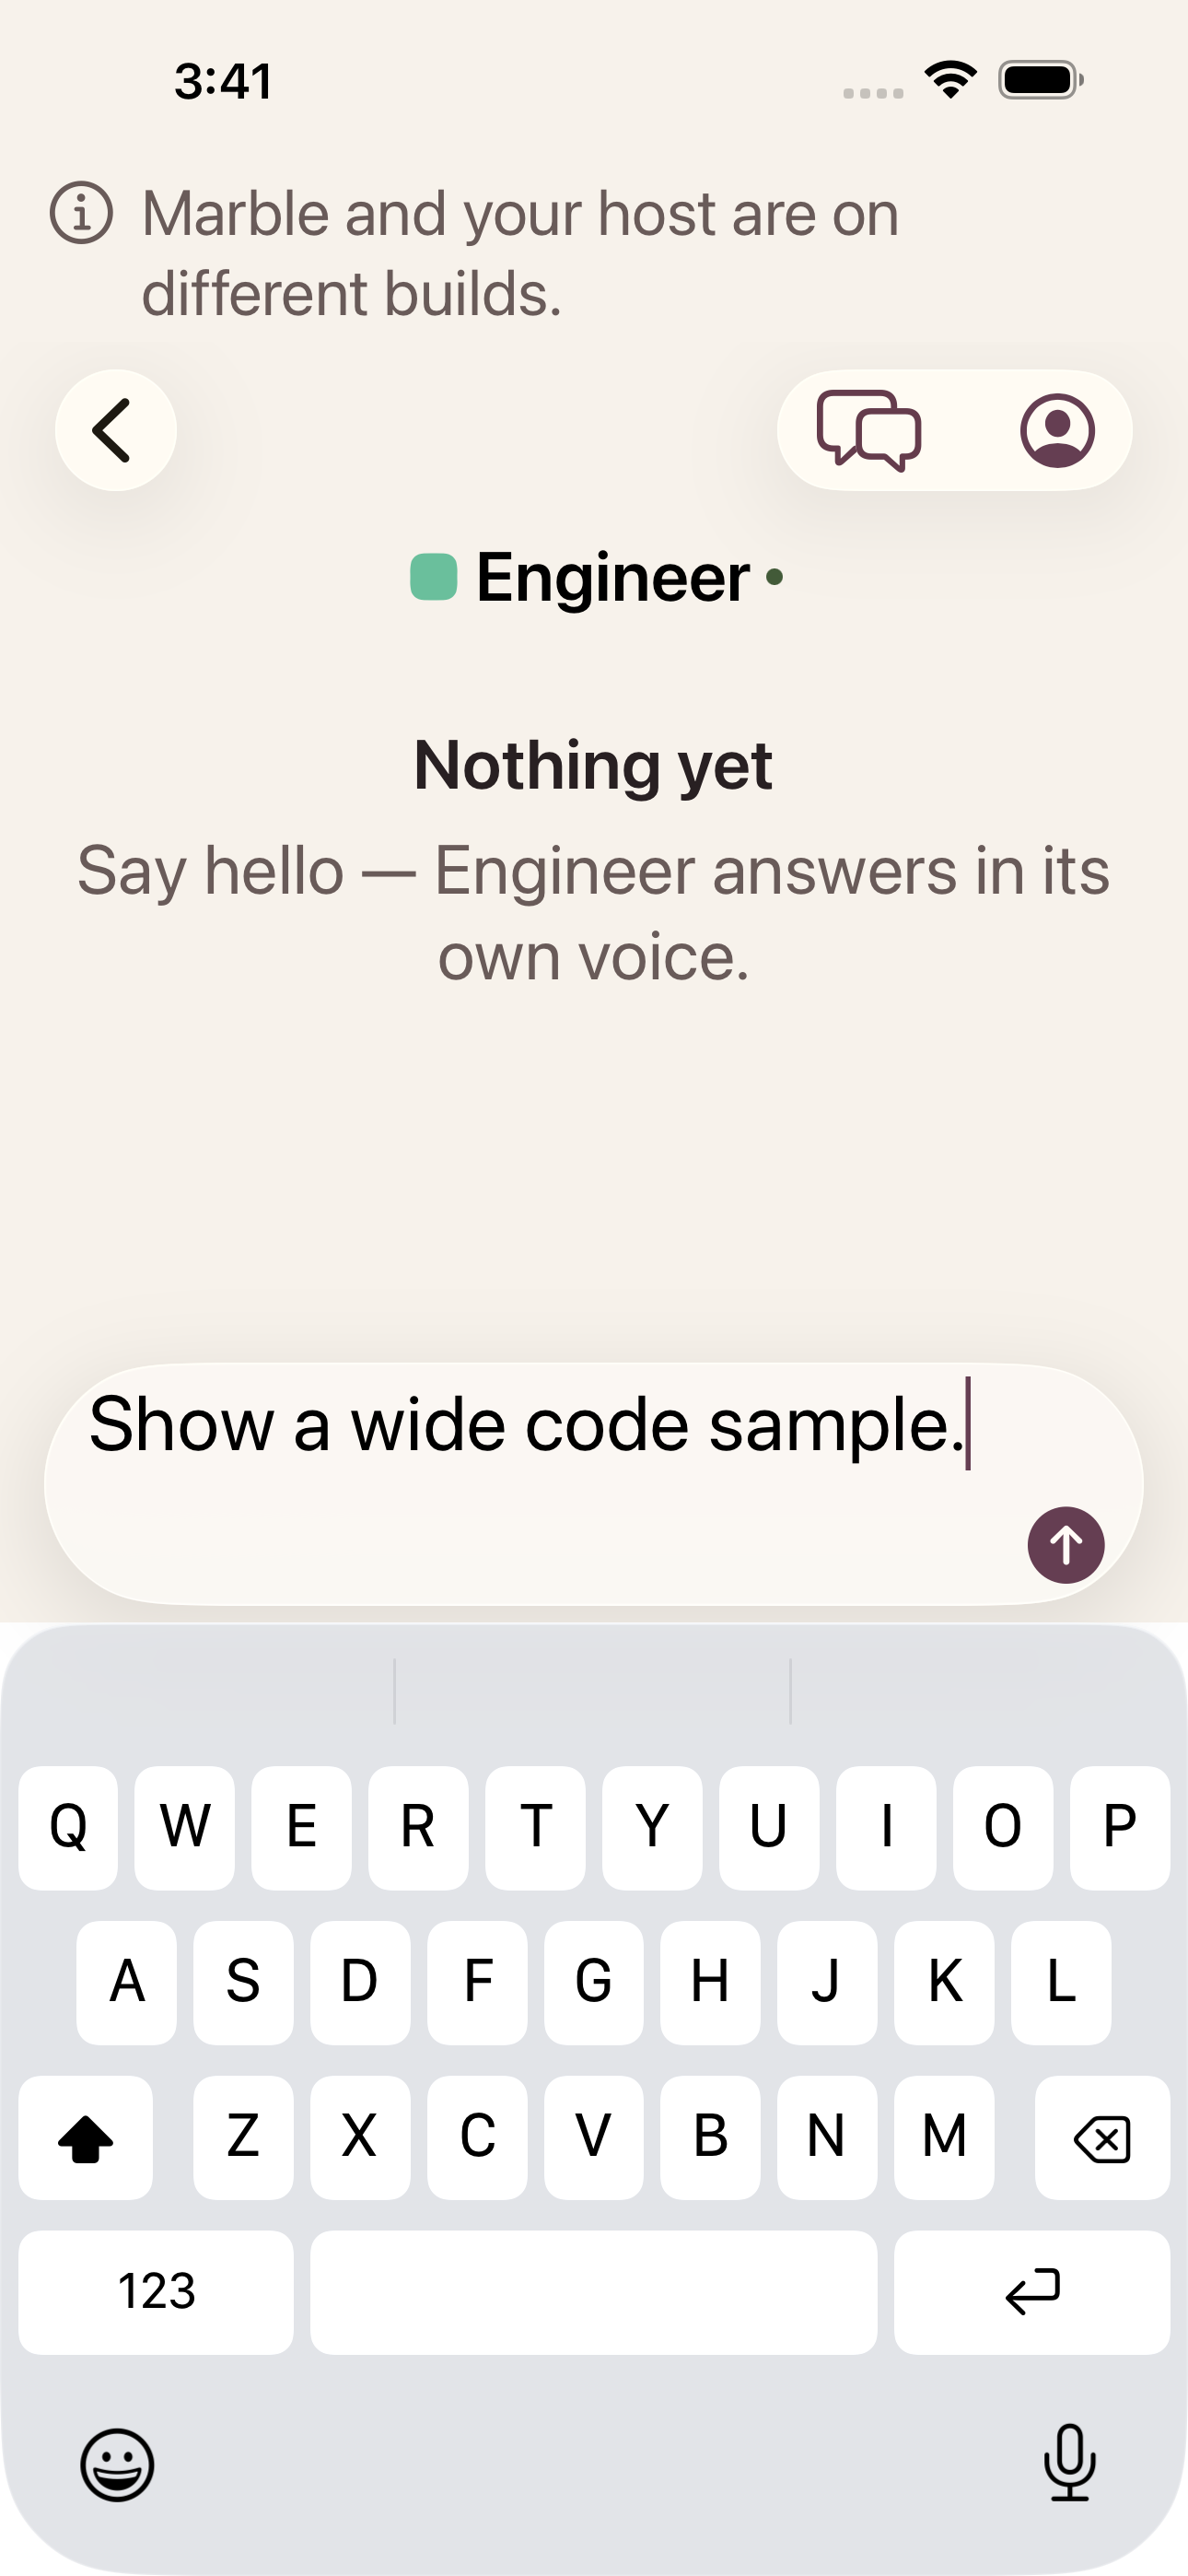 3:41
Marble and your host are on
different builds.
Engineer
Nothing yet
Say hello — Engineer answers in its
own voice.
Show a wide code sample.
Q W E R T Y U I O P
A S D F G H J K L
Z X C V B N M
123